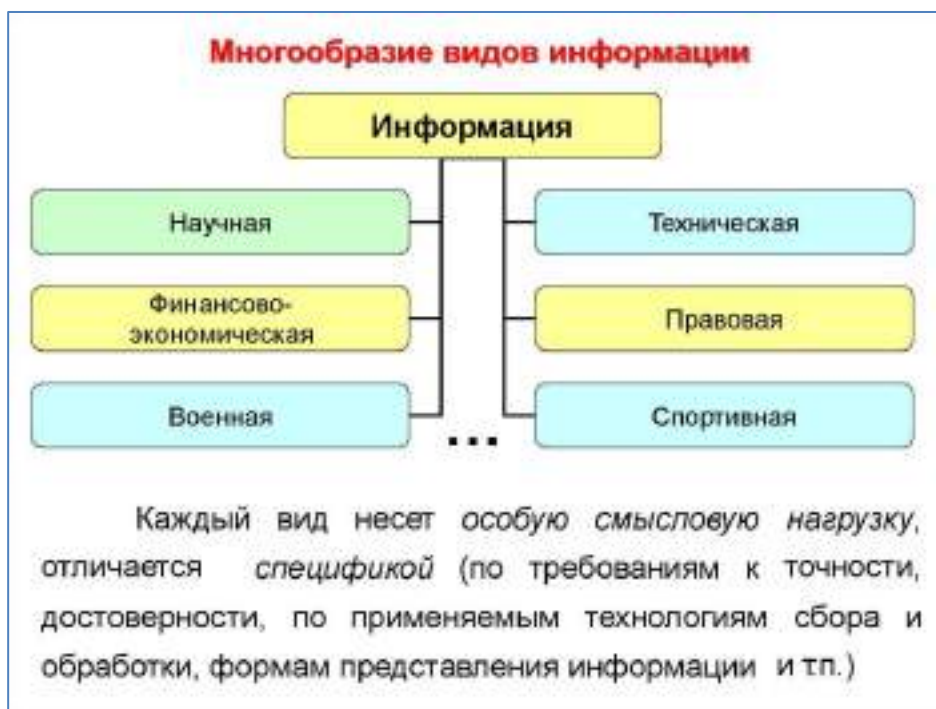 Многообразие видов информации
Информация
Научная
Техническая
Финансово-
экономическая
Правовая
Военная
Спортивная
...
Каждый вид несет особую смысловую нагрузку,
отличается спецификой (по требованиям к точности,
достоверности, по применяемым технологиям сбора и
обработки, формам представления информации и тп.)